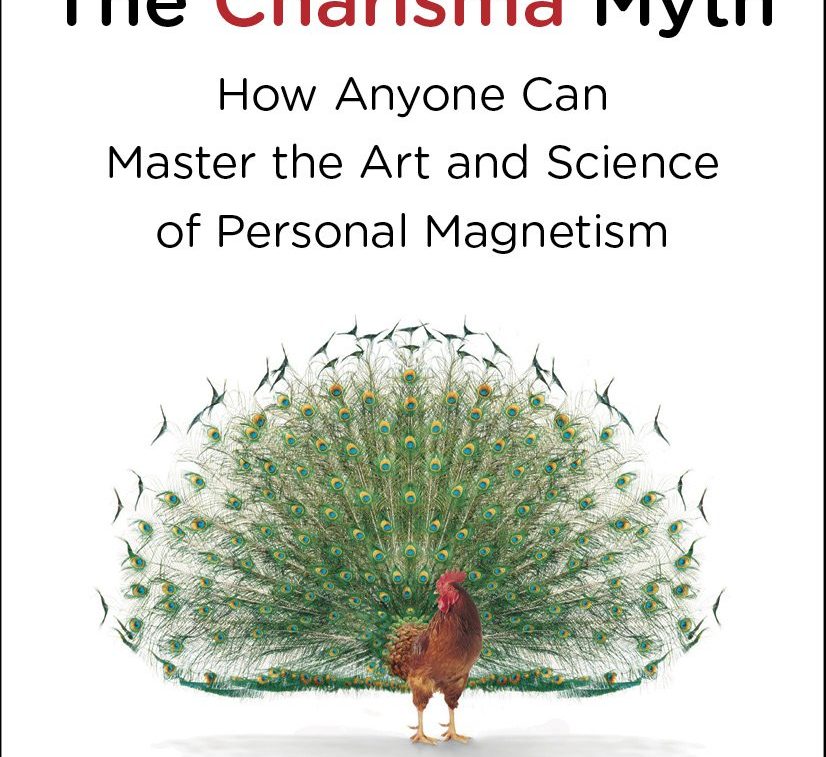 The Charisma Myth
How Anyone Can
Master the Art and Science
of Personal Magnetism